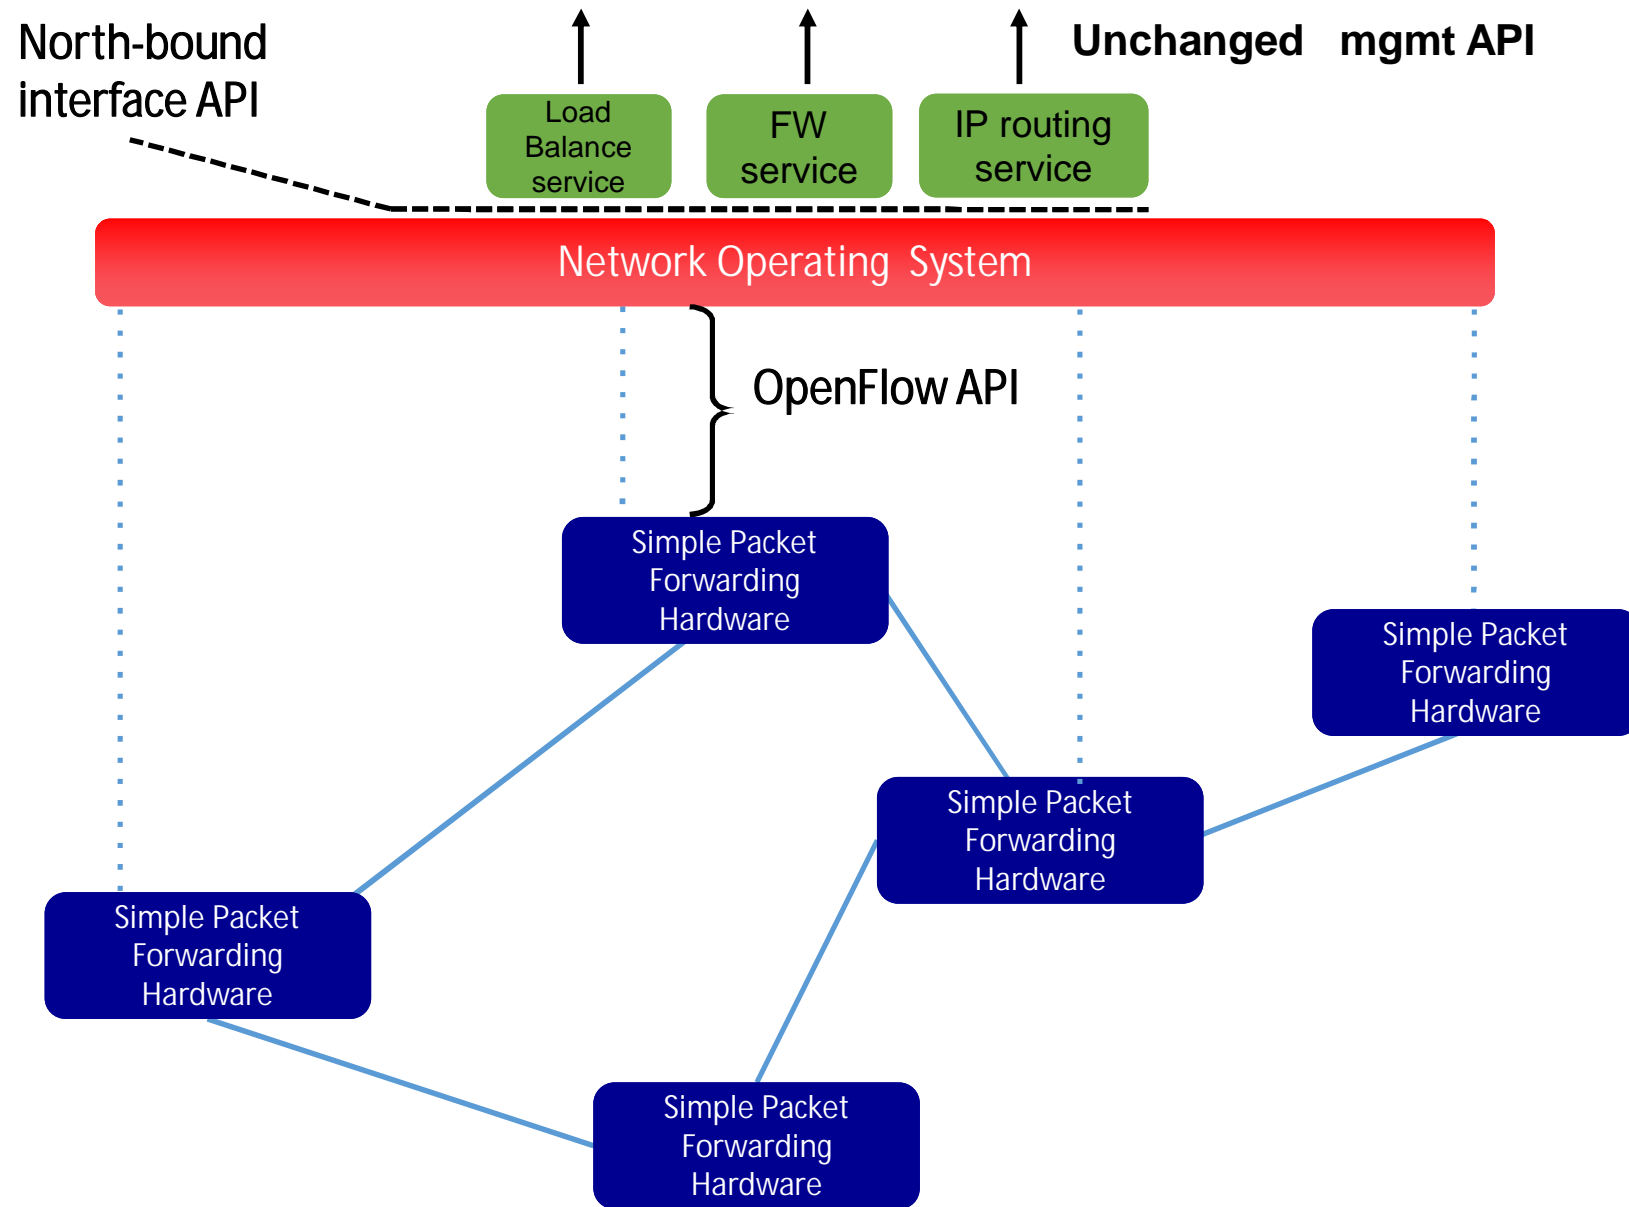 North-bound
interface API
Unchanged mgmt API
Load
Balance
service
FW
service
IP routing
service
Network Operating System
OpenFlow API
Simple Packet
Forwarding
Hardware
Simple Packet
Forwarding
Hardware
Simple Packet
Forwarding
Hardware
Simple Packet
Forwarding
Hardware
Simple Packet
Forwarding
Hardware